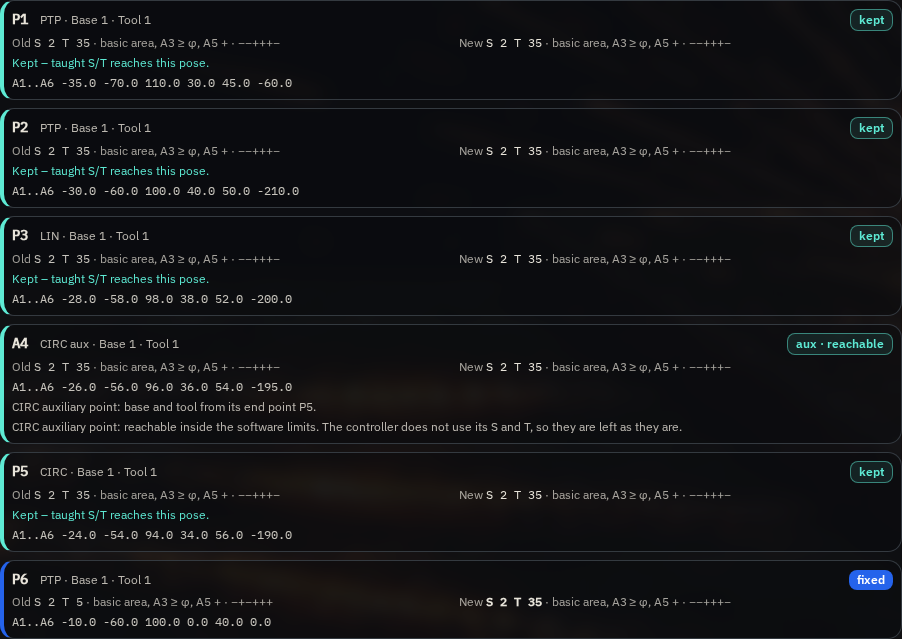 P1 PTP · Base 1 · Tool 1 kept
Old S 2 T 35 · basic area, A3 ≥ φ, A5 + · −−+++− New S 2 T 35 · basic area, A3 ≥ φ, A5 + · −−+++−
Kept – taught S/T reaches this pose.
A1..A6 -35.0 -70.0 110.0 30.0 45.0 -60.0
P2 PTP · Base 1 · Tool 1 kept
Old S 2 T 35 · basic area, A3 ≥ φ, A5 + · −−+++− New S 2 T 35 · basic area, A3 ≥ φ, A5 + · −−+++−
Kept – taught S/T reaches this pose.
A1..A6 -30.0 -60.0 100.0 40.0 50.0 -210.0
P3 LIN · Base 1 · Tool 1 kept
Old S 2 T 35 · basic area, A3 ≥ φ, A5 + · −−+++− New S 2 T 35 · basic area, A3 ≥ φ, A5 + · −−+++−
Kept – taught S/T reaches this pose.
A1..A6 -28.0 -58.0 98.0 38.0 52.0 -200.0
A4 CIRC aux · Base 1 · Tool 1 aux · reachable
Old S 2 T 35 · basic area, A3 ≥ φ, A5 + · −−+++− New S 2 T 35 · basic area, A3 ≥ φ, A5 + · −−+++−
A1..A6 -26.0 -56.0 96.0 36.0 54.0 -195.0
CIRC auxiliary point: base and tool from its end point P5.
CIRC auxiliary point: reachable inside the software limits. The controller does not use its S and T, so they are left as they are.
P5 CIRC · Base 1 · Tool 1 kept
Old S 2 T 35 · basic area, A3 ≥ φ, A5 + · −−+++− New S 2 T 35 · basic area, A3 ≥ φ, A5 + · −−+++−
Kept – taught S/T reaches this pose.
A1..A6 -24.0 -54.0 94.0 34.0 56.0 -190.0
P6 PTP · Base 1 · Tool 1 fixed
Old S 2 T 5 · basic area, A3 ≥ φ, A5 + · −+−+++ New S 2 T 35 · basic area, A3 ≥ φ, A5 + · −−+++−
A1..A6 -10.0 -60.0 100.0 0.0 40.0 0.0